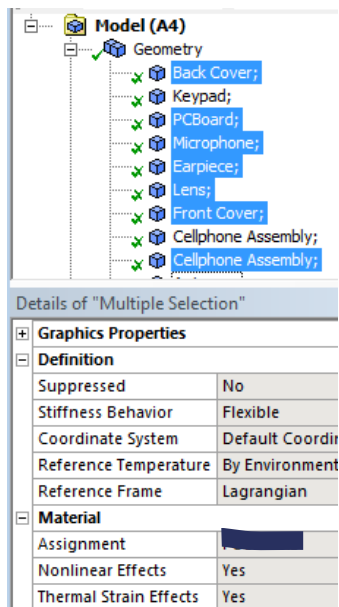 Model (A4)
Geometry
Back Cover;
Keypad;
PCBoard;
Microphone;
Earpiece;
Lens;
Front Cover;
Cellphone Assembly;
Cellphone Assembly;
Details of "Multiple Selection"
Graphics Properties
Definition
Suppressed No
Stiffness Behavior Flexible
Coordinate System Default Coordin
Reference Temperature By Environment
Reference Frame Lagrangian
Material
Assignment
Nonlinear Effects Yes
Thermal Strain Effects Yes